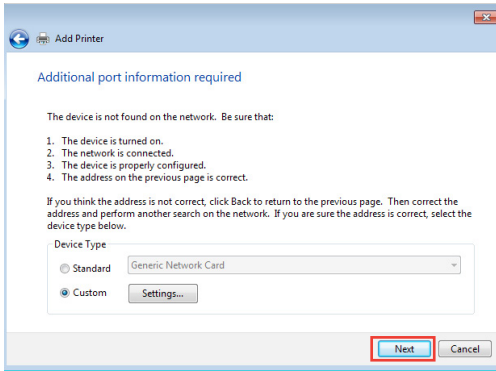 Add Printer
Additional port information required
The device is not found on the network.  Be sure that:
1.  The device is turned on.
2.  The network is connected.
3.  The device is properly configured.
4.  The address on the previous page is correct.
If you think the address is not correct, click Back to return to the previous page.  Then correct the
address and perform another search on the network.  If you are sure the address is correct, select the
device type below.
Device Type
Standard Generic Network Card
Custom Settings...
Next Cancel